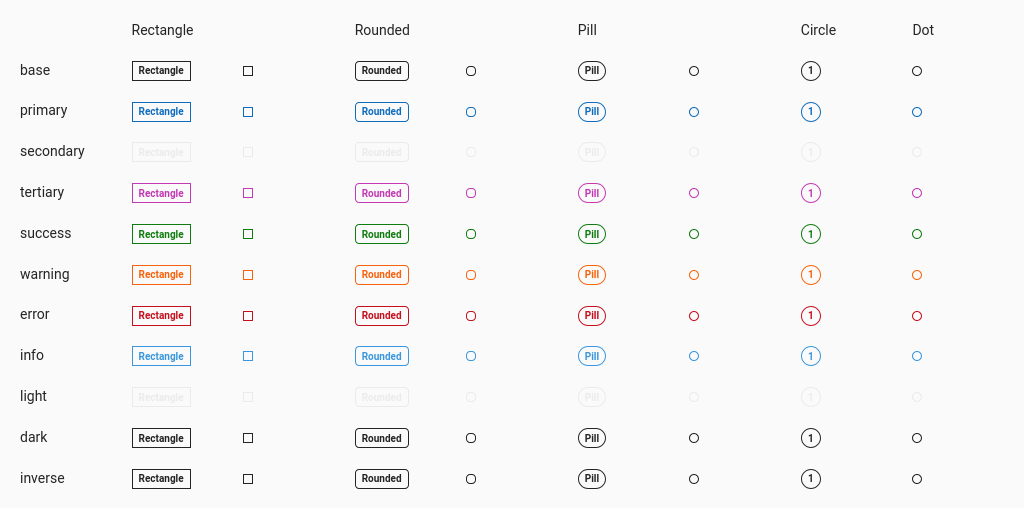 Rectangle Rounded Pill Circle Dot
base Rectangle Rounded Pill 1
primary Rectangle Rounded Pill 1
secondary Rectangle Rounded Pill 1
tertiary Rectangle Rounded Pill 1
success Rectangle Rounded Pill 1
warning Rectangle Rounded Pill 1
error Rectangle Rounded Pill 1
info Rectangle Rounded Pill 1
light Rectangle Rounded Pill 1
dark Rectangle Rounded Pill 1
inverse Rectangle Rounded Pill 1